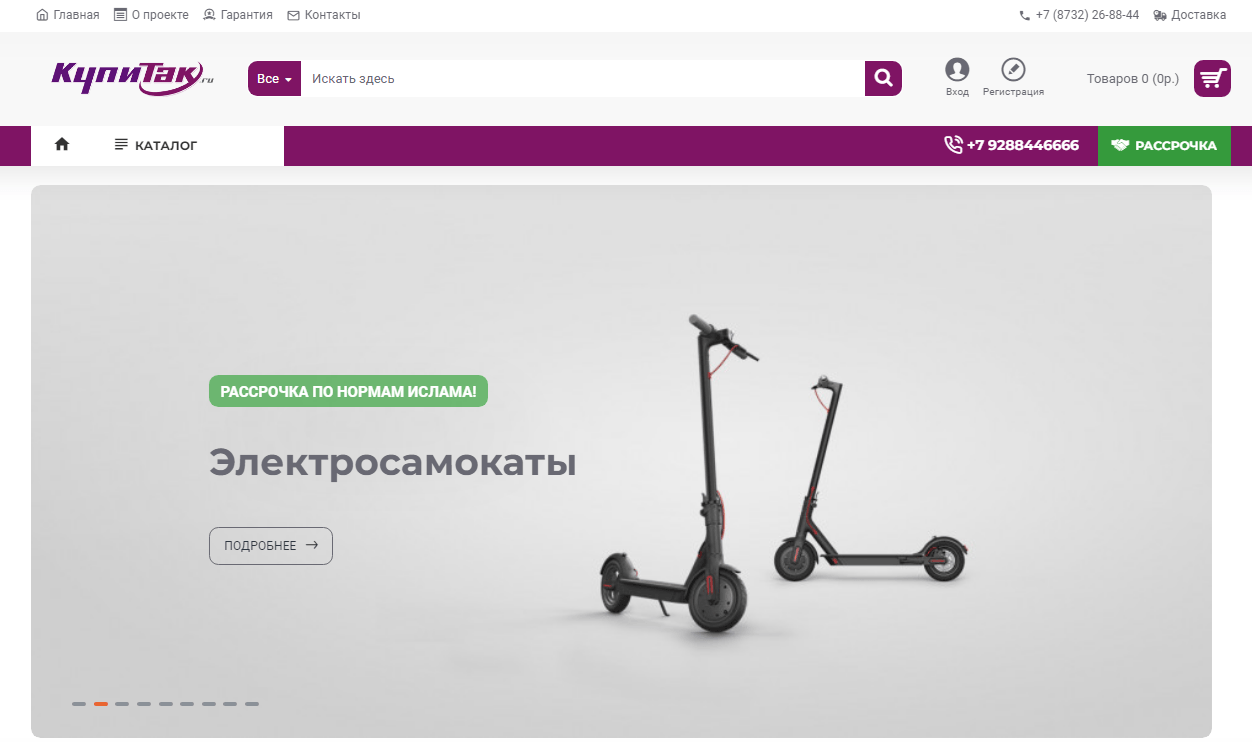 Главная О проекте Гарантия Контакты +7 (8732) 26-88-44 Доставка
КупиТак.ru Все Искать здесь Вход Регистрация Товаров 0 (0р.)
КАТАЛОГ +7 9288446666 РАССРОЧКА
РАССРОЧКА ПО НОРМАМ ИСЛАМА!
Электросамокаты
ПОДРОБНЕЕ →